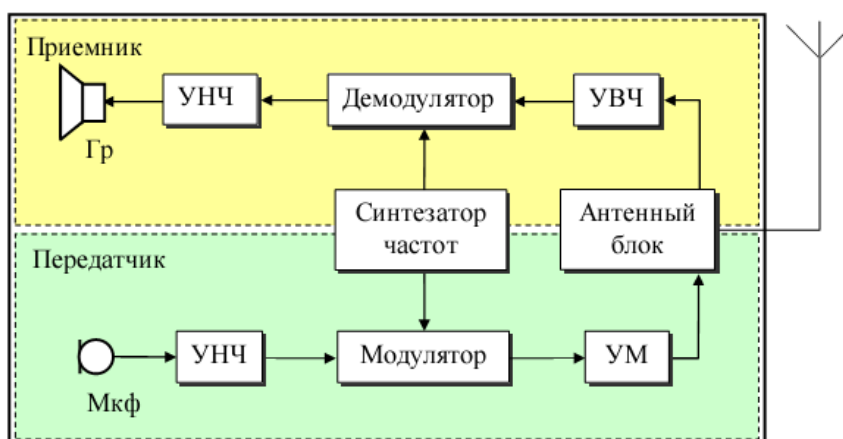 Приемник
УНЧ
Демодулятор
УВЧ
Гр
Синтезатор
частот
Антенный
блок
Передатчик
УНЧ
Модулятор
УМ
Мкф